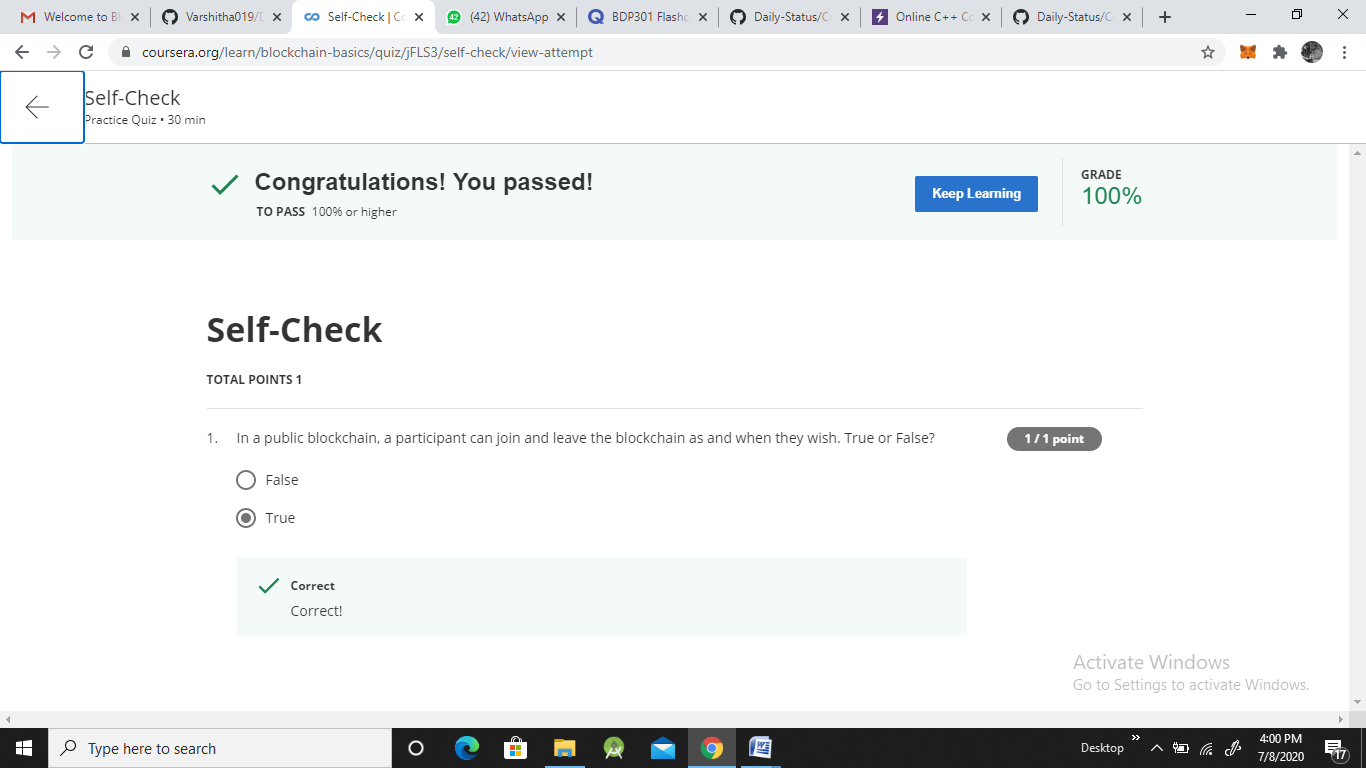 Welcome to Bl
Varshitha019/D
Self-Check | Co
(42) WhatsApp
BDP301 Flashc
Daily-Status/C
Online C++ Co
Daily-Status/C
coursera.org/learn/blockchain-basics/quiz/jFLS3/self-check/view-attempt
Self-Check
Practice Quiz • 30 min
Congratulations! You passed!
TO PASS 100% or higher
Keep Learning
GRADE
100%
Self-Check
TOTAL POINTS 1
1. In a public blockchain, a participant can join and leave the blockchain as and when they wish. True or False?
1 / 1 point
False
True
Correct
Correct!
Activate Windows
Go to Settings to activate Windows.
Type here to search
Desktop
4:00 PM
7/8/2020
17